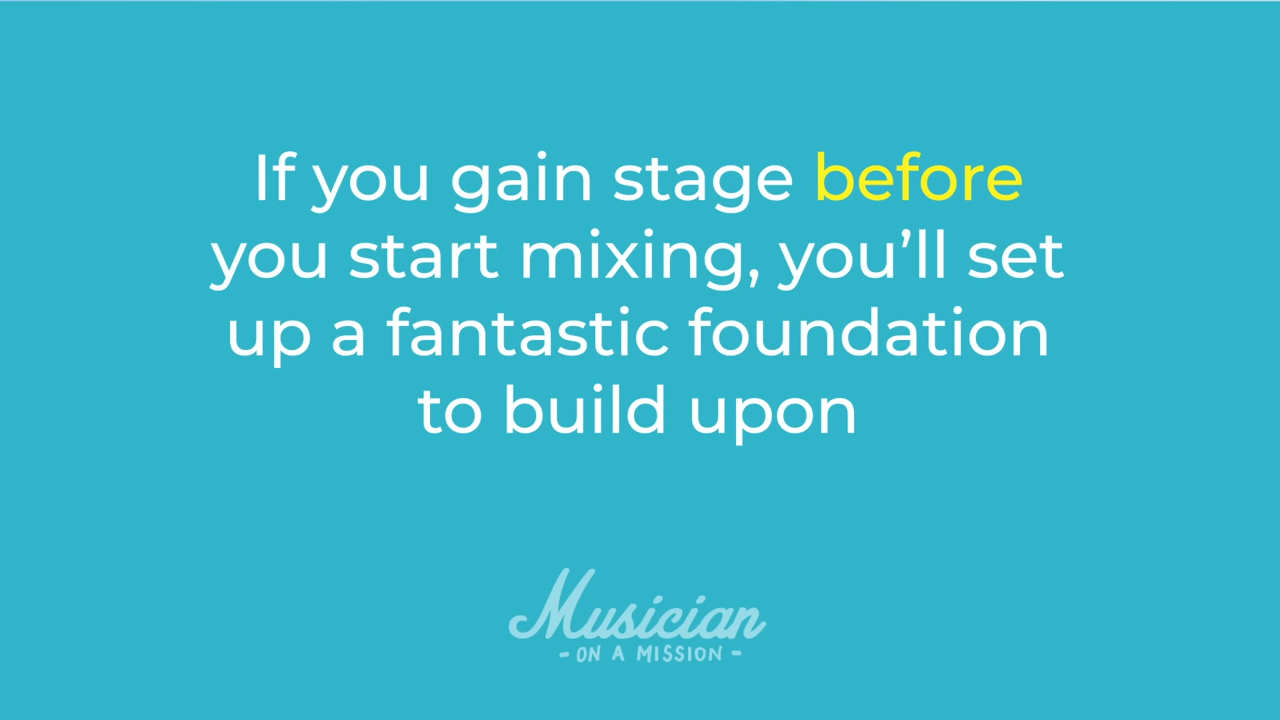 If you gain stage before
you start mixing, you’ll set
up a fantastic foundation
to build upon
Musician
- ON A MISSION -